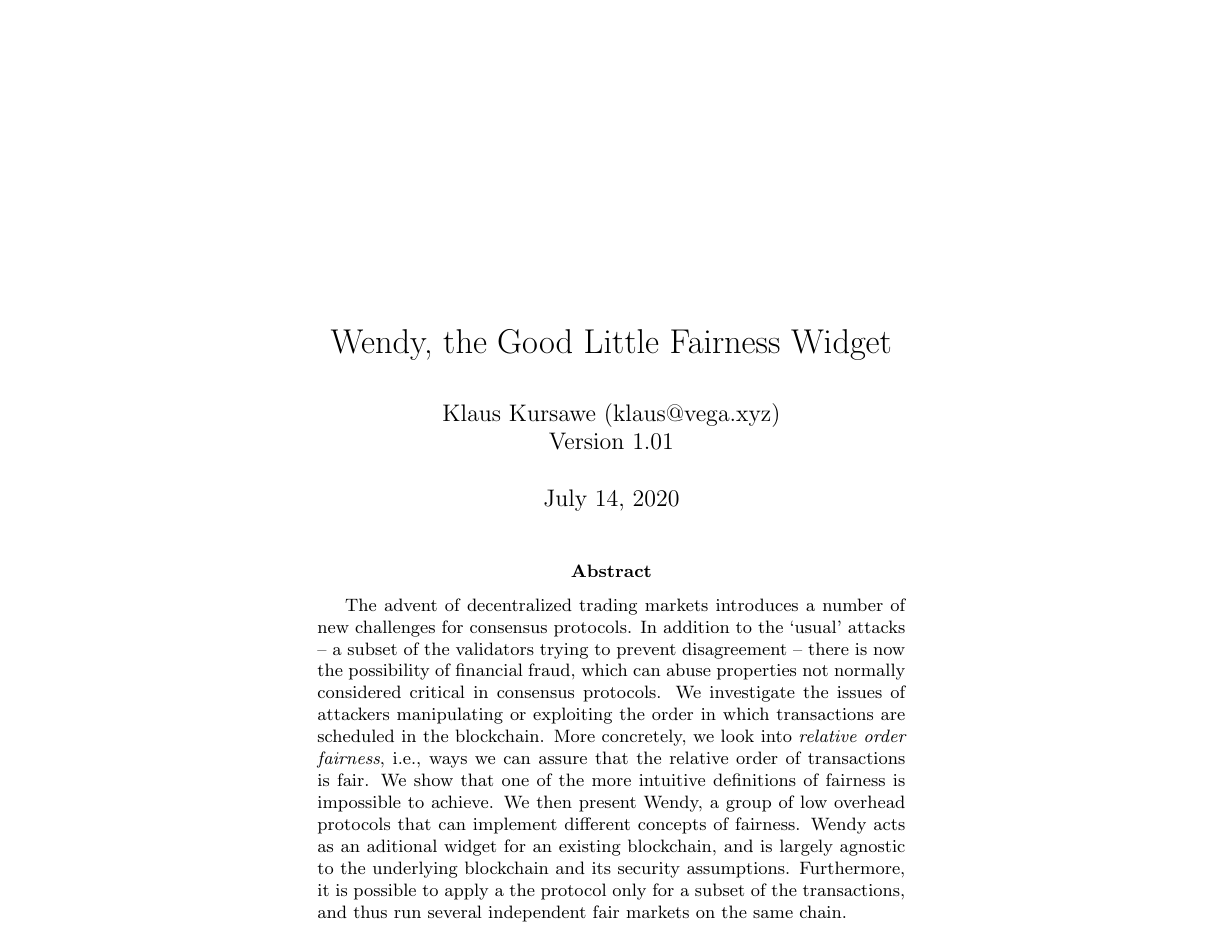 Wendy, the Good Little Fairness Widget
Klaus Kursawe (klaus@vega.xyz)
Version 1.01
July 14, 2020
Abstract
The advent of decentralized trading markets introduces a number of
new challenges for consensus protocols. In addition to the ‘usual’ attacks
– a subset of the validators trying to prevent disagreement – there is now
the possibility of financial fraud, which can abuse properties not normally
considered critical in consensus protocols. We investigate the issues of
attackers manipulating or exploiting the order in which transactions are
scheduled in the blockchain. More concretely, we look into relative order
fairness, i.e., ways we can assure that the relative order of transactions
is fair. We show that one of the more intuitive definitions of fairness is
impossible to achieve. We then present Wendy, a group of low overhead
protocols that can implement different concepts of fairness. Wendy acts
as an aditional widget for an existing blockchain, and is largely agnostic
to the underlying blockchain and its security assumptions. Furthermore,
it is possible to apply a the protocol only for a subset of the transactions,
and thus run several independent fair markets on the same chain.